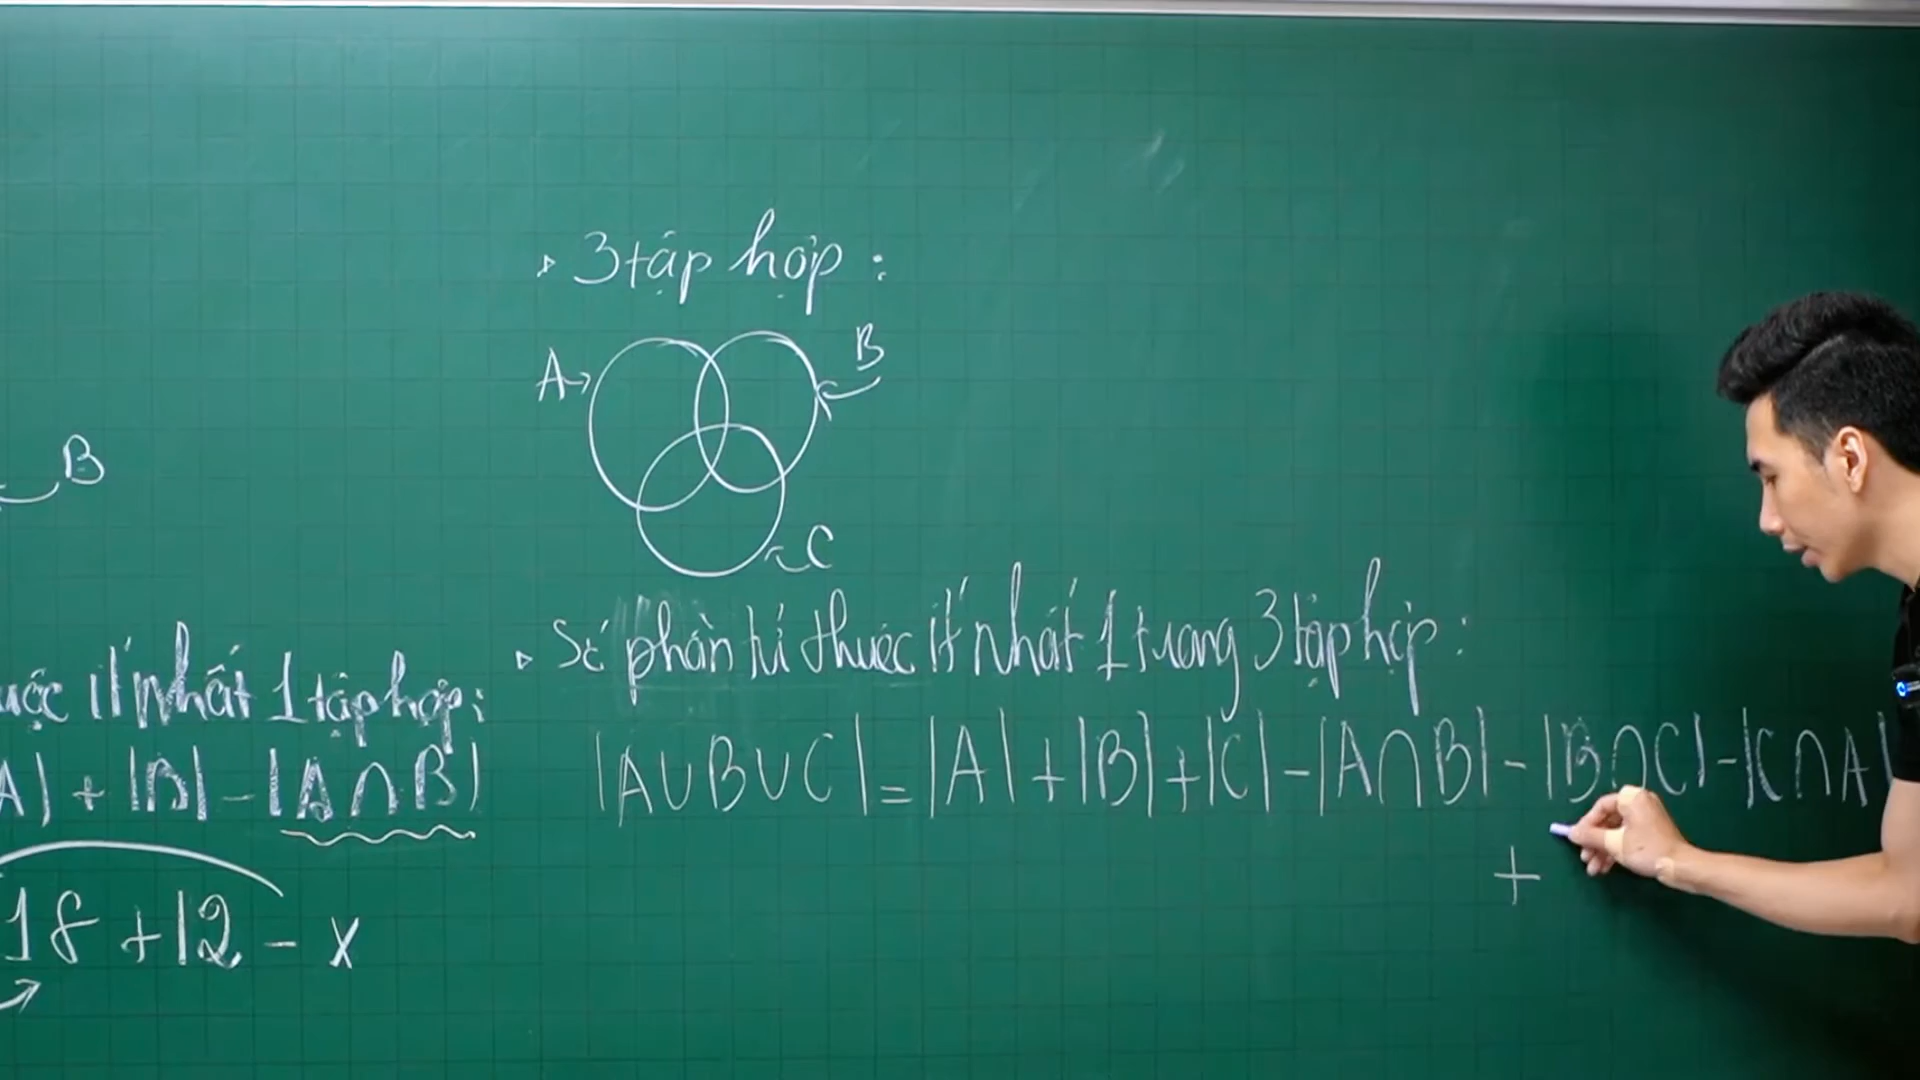 B
ít nhất 1 tập hợp:
A| + |B| - |A∩B|
18 + 12 - x
▹ 3 tập hợp :
A
B
C
▹ Số phần tử thuộc ít nhất 1 trong 3 tập hợp :
|A∪B∪C| = |A| + |B| + |C| - |A∩B| - |B∩C| - |C∩A|
+